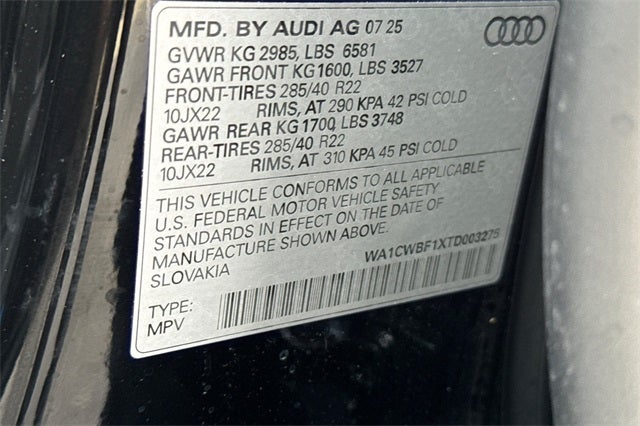 MFD. BY AUDI AG 07 25
GVWR KG 2985, LBS 6581
GAWR FRONT KG1600, LBS 3527
FRONT-TIRES 285/40 R22
10JX22 RIMS, AT 290 KPA 42 PSI COLD
GAWR REAR KG 1700, LBS 3748
REAR-TIRES 285/40 R22
10JX22 RIMS, AT 310 KPA 45 PSI COLD
THIS VEHICLE CONFORMS TO ALL APPLICABLE
U.S. FEDERAL MOTOR VEHICLE SAFETY
STANDARDS IN EFFECT ON THE DATE OF
MANUFACTURE SHOWN ABOVE.
SLOVAKIA WA1CWBF1XTD003275
TYPE:
MPV